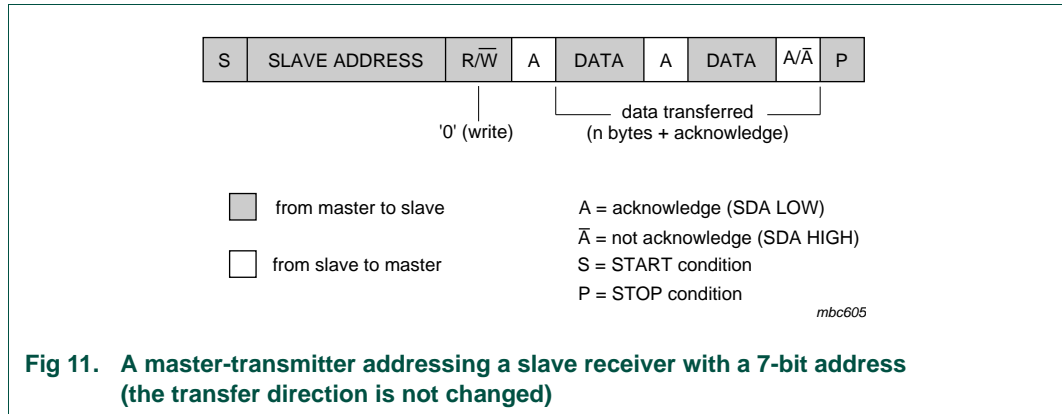 S SLAVE ADDRESS R/W̅ A DATA A DATA A/A̅ P
data transferred
'0' (write) (n bytes + acknowledge)
from master to slave
from slave to master
A = acknowledge (SDA LOW)
A̅ = not acknowledge (SDA HIGH)
S = START condition
P = STOP condition
mbc605
Fig 11. A master-transmitter addressing a slave receiver with a 7-bit address
(the transfer direction is not changed)